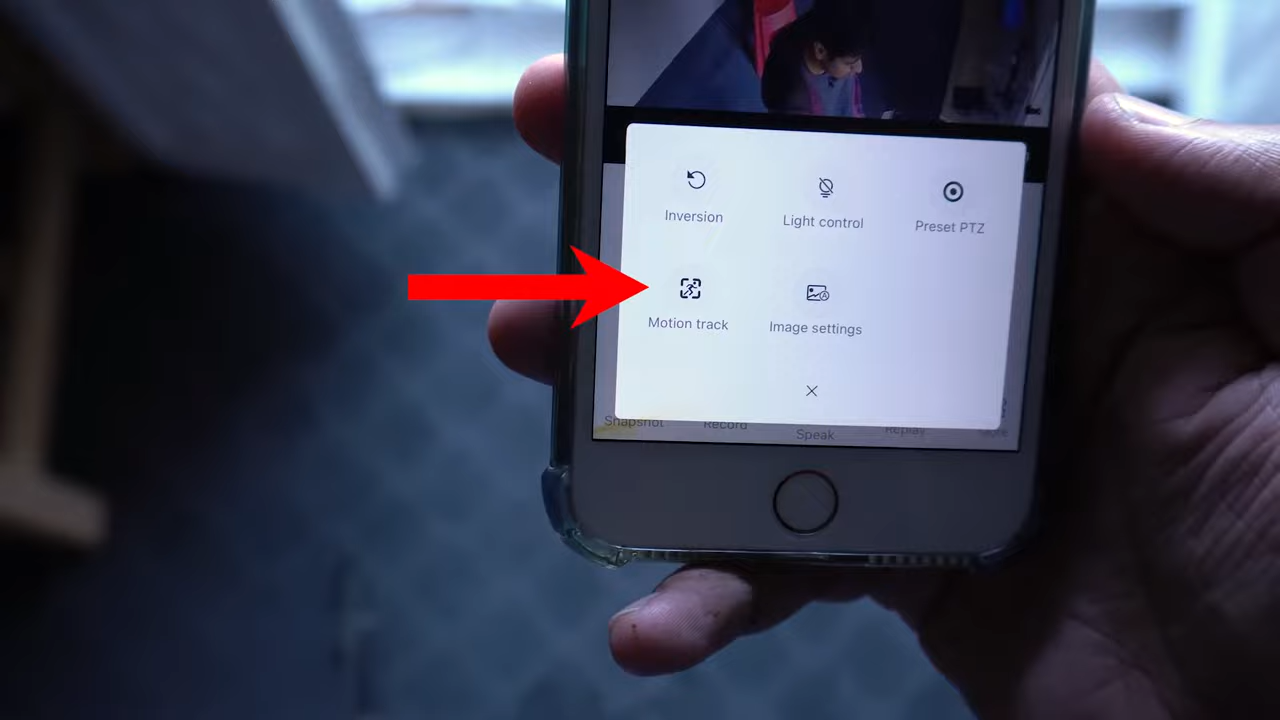 Inversion
Light control
Preset PTZ
Motion track
Image settings
Snapshot
Record
Speak
Replay